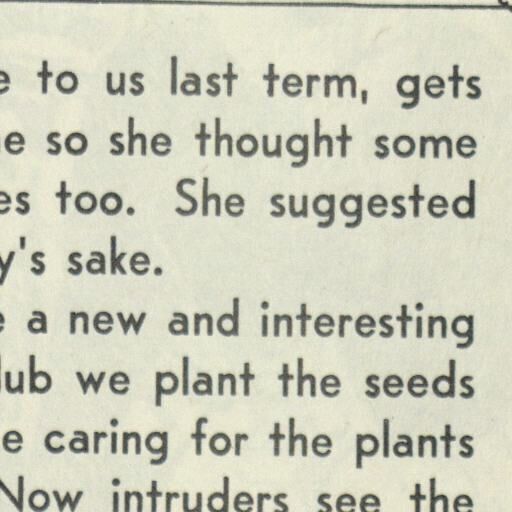 e to us last term, gets
e so she thought some
es too. She suggested
y's sake.
e a new and interesting
lub we plant the seeds
e caring for the plants
Now intruders see the